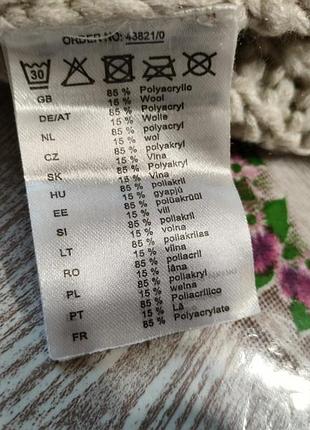 ORDER NO: 43821/0
30
GB 85 % Polyacrylic
15 % Wool
DE/AT 85 % Polyacryl
15 % Wolle
NL 85 % polyacryl
15 % wol
CZ 85 % polyakryl
15 % Vlna
SK 85 % Polyakryl
15 % Vlna
HU 85 % poliakril
15 % gyapjú
EE 85 % polüakrüül
15 % vill
SI 85 % poliakril
15 % volna
LT 85 % poliakrilas
15 % vilna
RO 85 % poliacril
15 % lâna
PL 85 % poliakryl
15 % wełna
PT 85 % Poliacrílico
15 % Lã
FR 85 % Polyacrylate